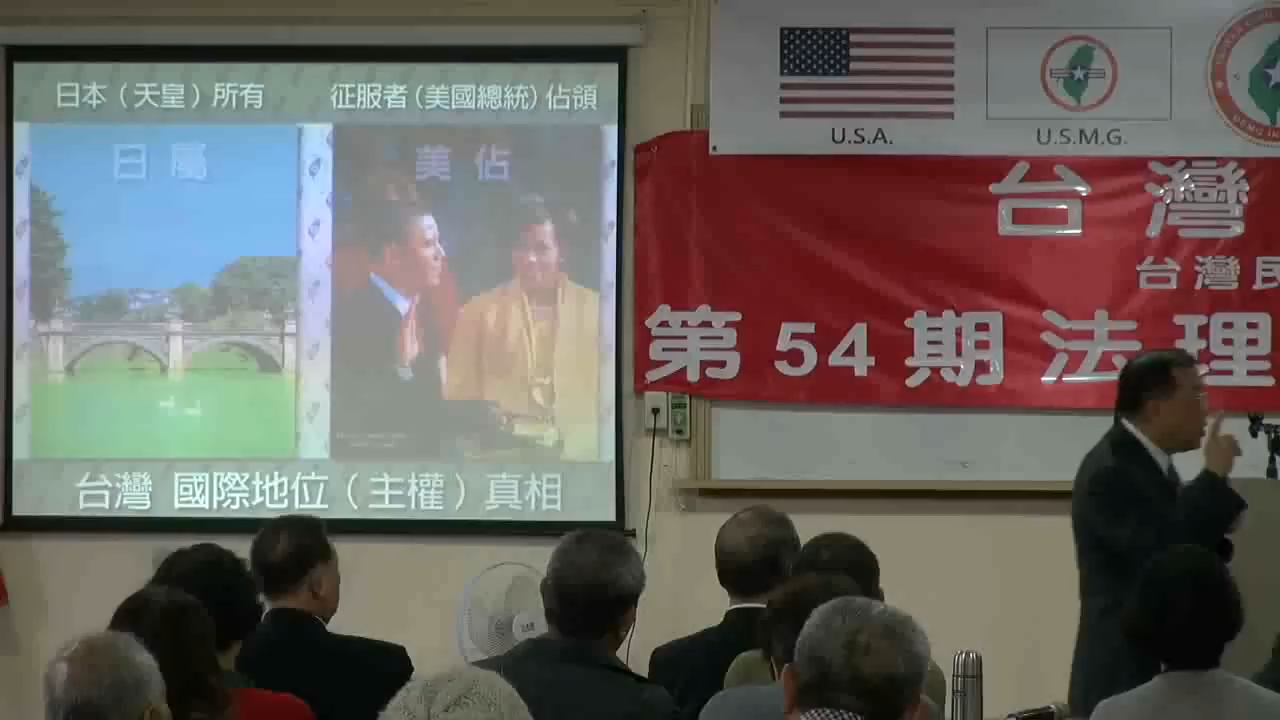 日本（天皇）所有
征服者（美國總統）佔領
日屬
美佔
台灣 國際地位（主權）真相
U.S.A.
U.S.M.G.
台灣
台灣民
第54期法理